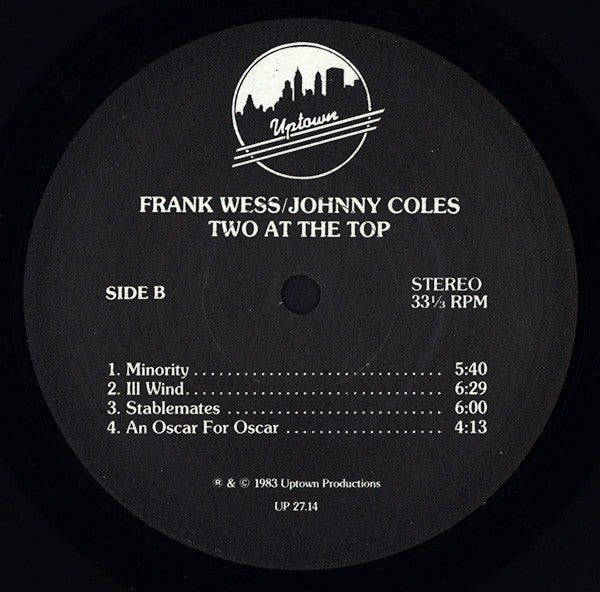 Uptown
FRANK WESS/JOHNNY COLES
TWO AT THE TOP
SIDE B
STEREO
33⅓ RPM
1. Minority . . . . . . . . . . . . . . . . . . . . . . . . . . . . . . 5:40
2. Ill Wind. . . . . . . . . . . . . . . . . . . . . . . . . . . . . . . 6:29
3. Stablemates . . . . . . . . . . . . . . . . . . . . . . . . . . 6:00
4. An Oscar For Oscar . . . . . . . . . . . . . . . . . . 4:13
® & © 1983 Uptown Productions
UP 27.14